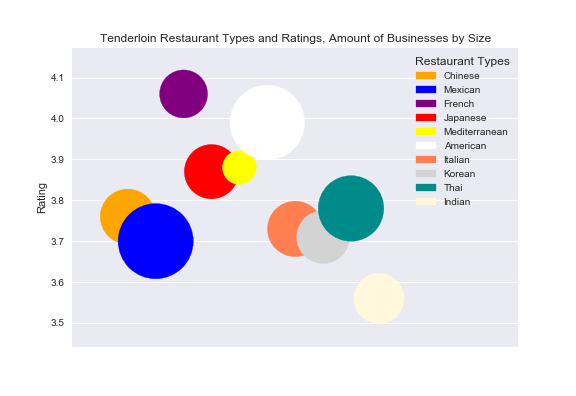 Tenderloin Restaurant Types and Ratings, Amount of Businesses by Size
Restaurant Types
Chinese
Mexican
French
Japanese
Mediterranean
American
Italian
Korean
Thai
Indian
Rating
4.1
4.0
3.9
3.8
3.7
3.6
3.5